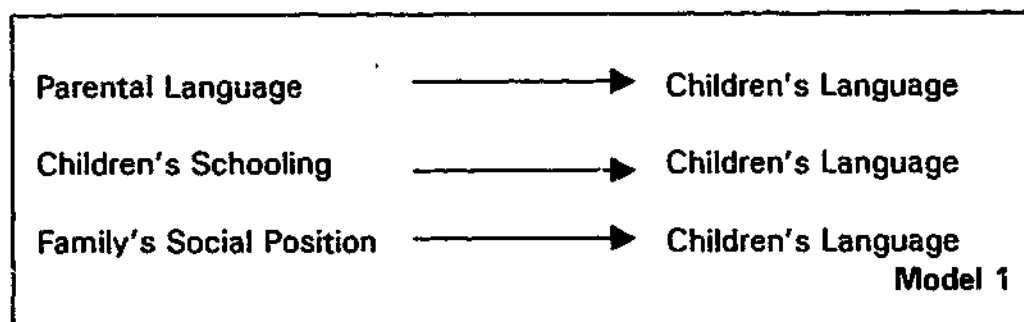 Parental Language Children's Language
Children's Schooling Children's Language
Family's Social Position Children's Language
Model 1